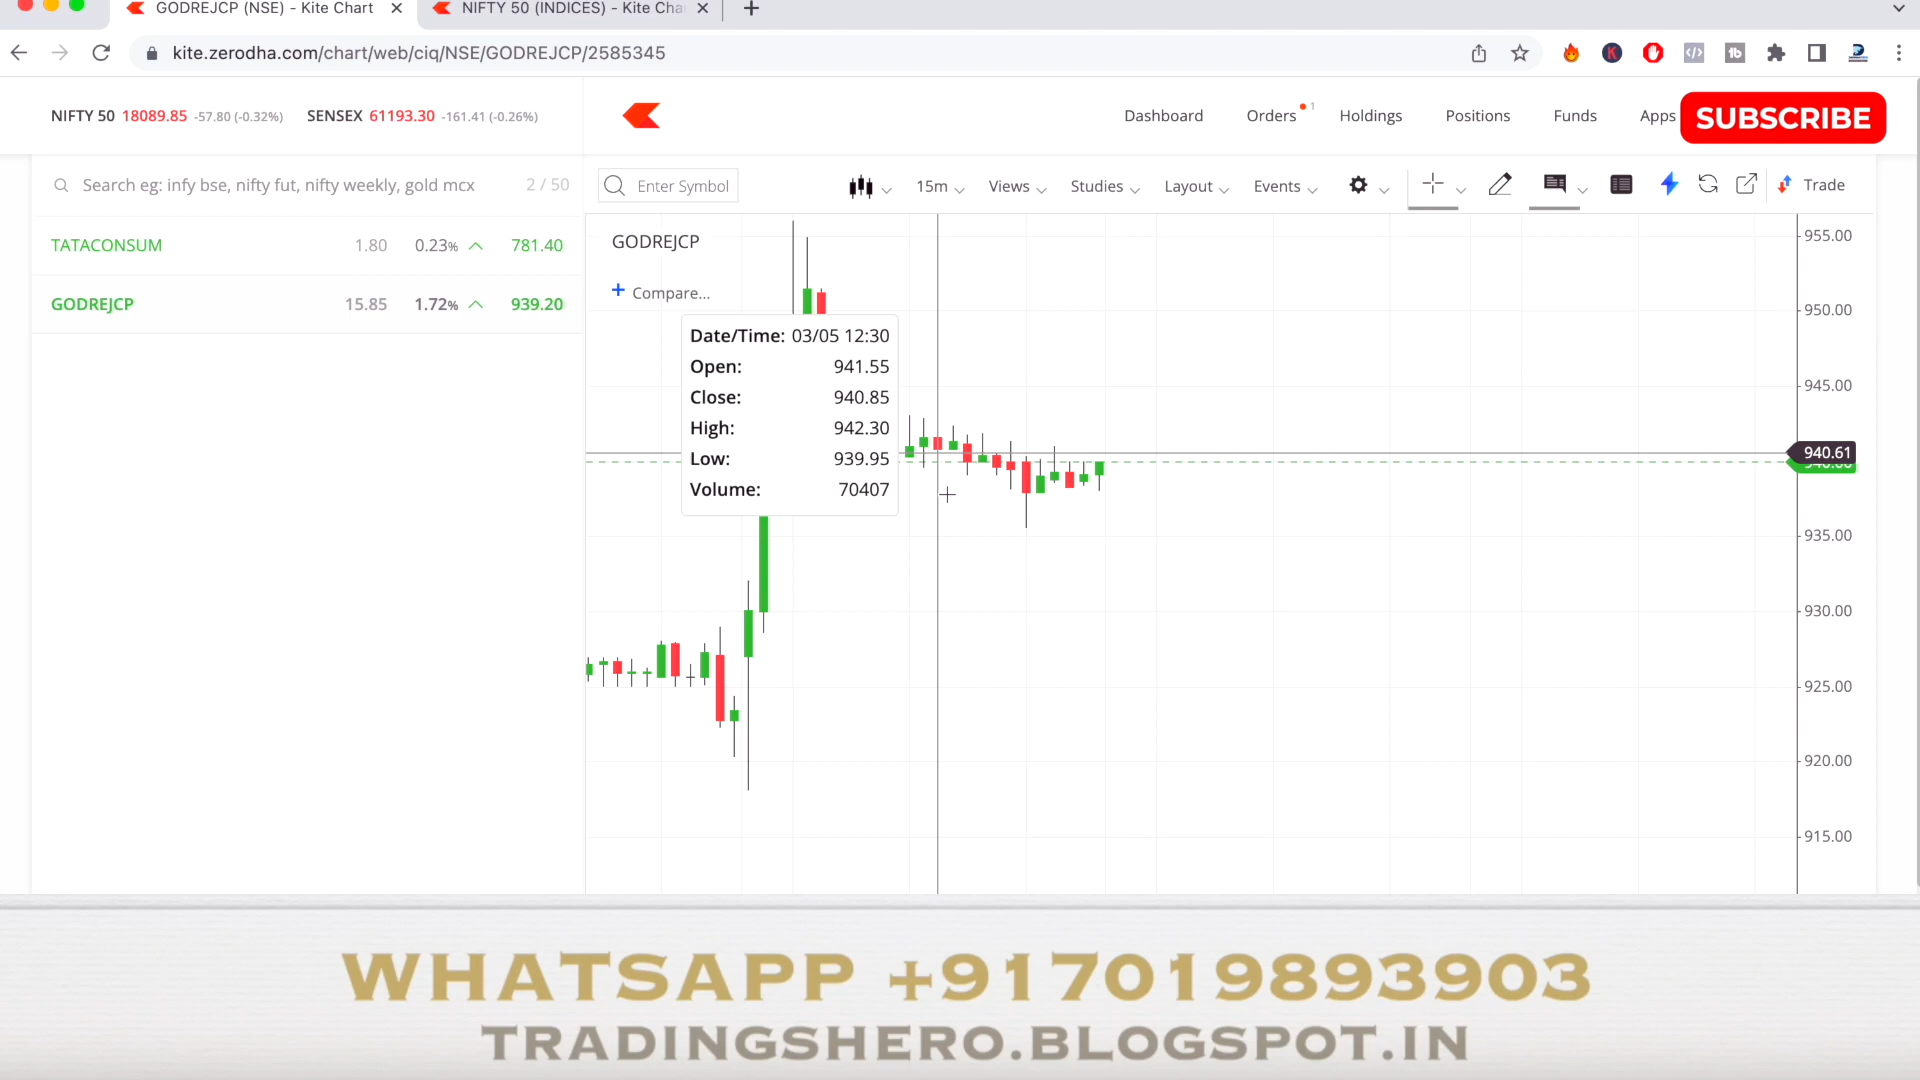 GODREJCP (NSE) - Kite Chart
NIFTY 50 (INDICES) - Kite Cha
kite.zerodha.com/chart/web/ciq/NSE/GODREJCP/2585345
NIFTY 50 18089.85 -57.80 (-0.32%) SENSEX 61193.30 -161.41 (-0.26%)
Dashboard Orders 1 Holdings Positions Funds Apps SUBSCRIBE
Search eg: infy bse, nifty fut, nifty weekly, gold mcx 2 / 50
Enter Symbol 15m Views Studies Layout Events Trade
TATACONSUM 1.80 0.23% 781.40
GODREJCP 15.85 1.72% 939.20
GODREJCP
+ Compare...
Date/Time: 03/05 12:30
Open: 941.55
Close: 940.85
High: 942.30
Low: 939.95
Volume: 70407
955.00
950.00
945.00
940.61
935.00
930.00
925.00
920.00
915.00
WHATSAPP +917019893903
TRADINGSHERO.BLOGSPOT.IN